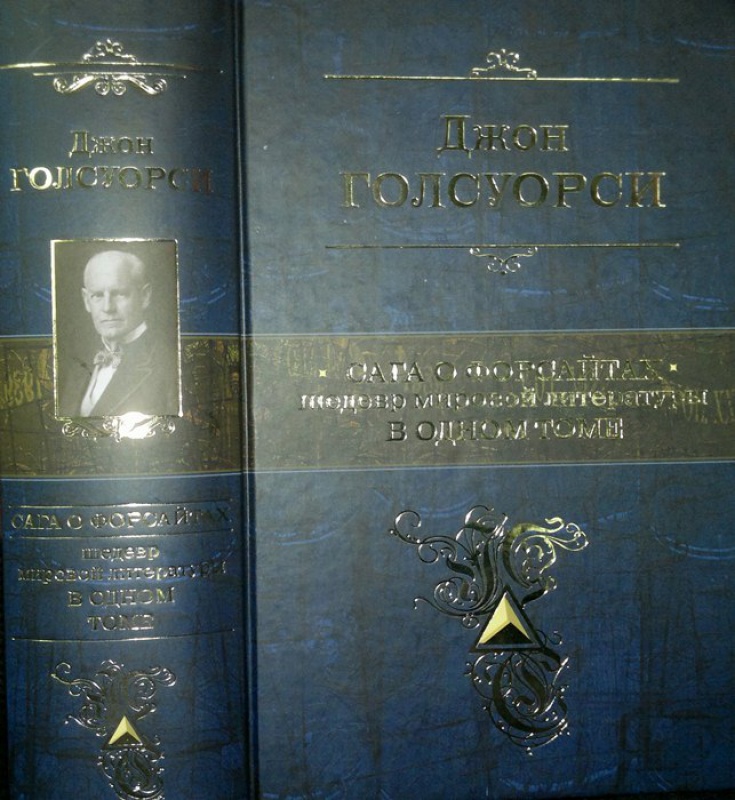 Джон
ГОЛСУОРСИ
САГА О ФОРСАЙТАХ
шедевр
мировой литературы
В ОДНОМ
ТОМЕ
Джон
ГОЛСУОРСИ
· САГА О ФОРСАЙТАХ ·
шедевр мировой литературы
В ОДНОМ ТОМЕ